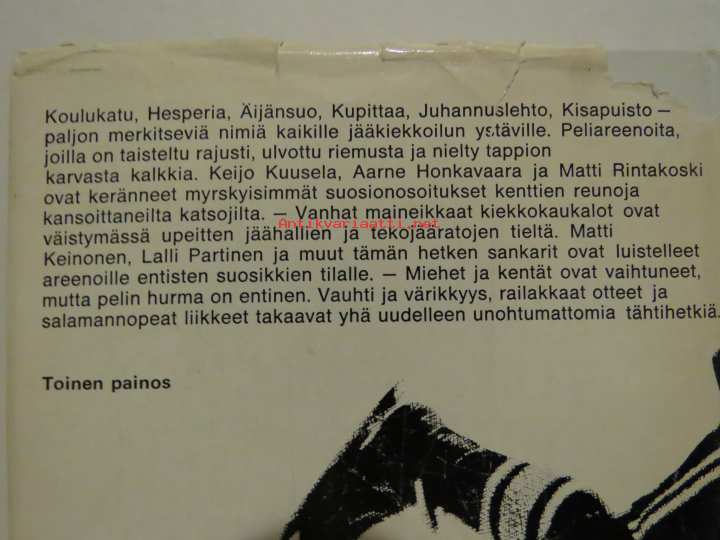 Koulukatu, Hesperia, Äijänsuo, Kupittaa, Juhannuslehto, Kisapuisto —
paljon merkitseviä nimiä kaikille jääkiekkoilun ystäville. Peliareenoita,
joilla on taisteltu rajusti, ulvottu riemusta ja nielty tappion
karvasta kalkkia. Keijo Kuusela, Aarne Honkavaara ja Matti Rintakoski
ovat keränneet myrskyisimmät suosionosoitukset kenttien reunoja
kansoittaneilta katsojilta. — Vanhat maineikkaat kiekkokaukalot ovat
Antikvariaatti.net
väistymässä upeitten jäähallien ja tekojääratojen tieltä. Matti
Keinonen, Lalli Partinen ja muut tämän hetken sankarit ovat luistelleet
areenoille entisten suosikkien tilalle. — Miehet ja kentät ovat vaihtuneet,
mutta pelin hurma on entinen. Vauhti ja värikkyys, railakkaat otteet ja
salamannopeat liikkeet takaavat yhä uudelleen unohtumattomia tähtihetkiä.
Toinen painos